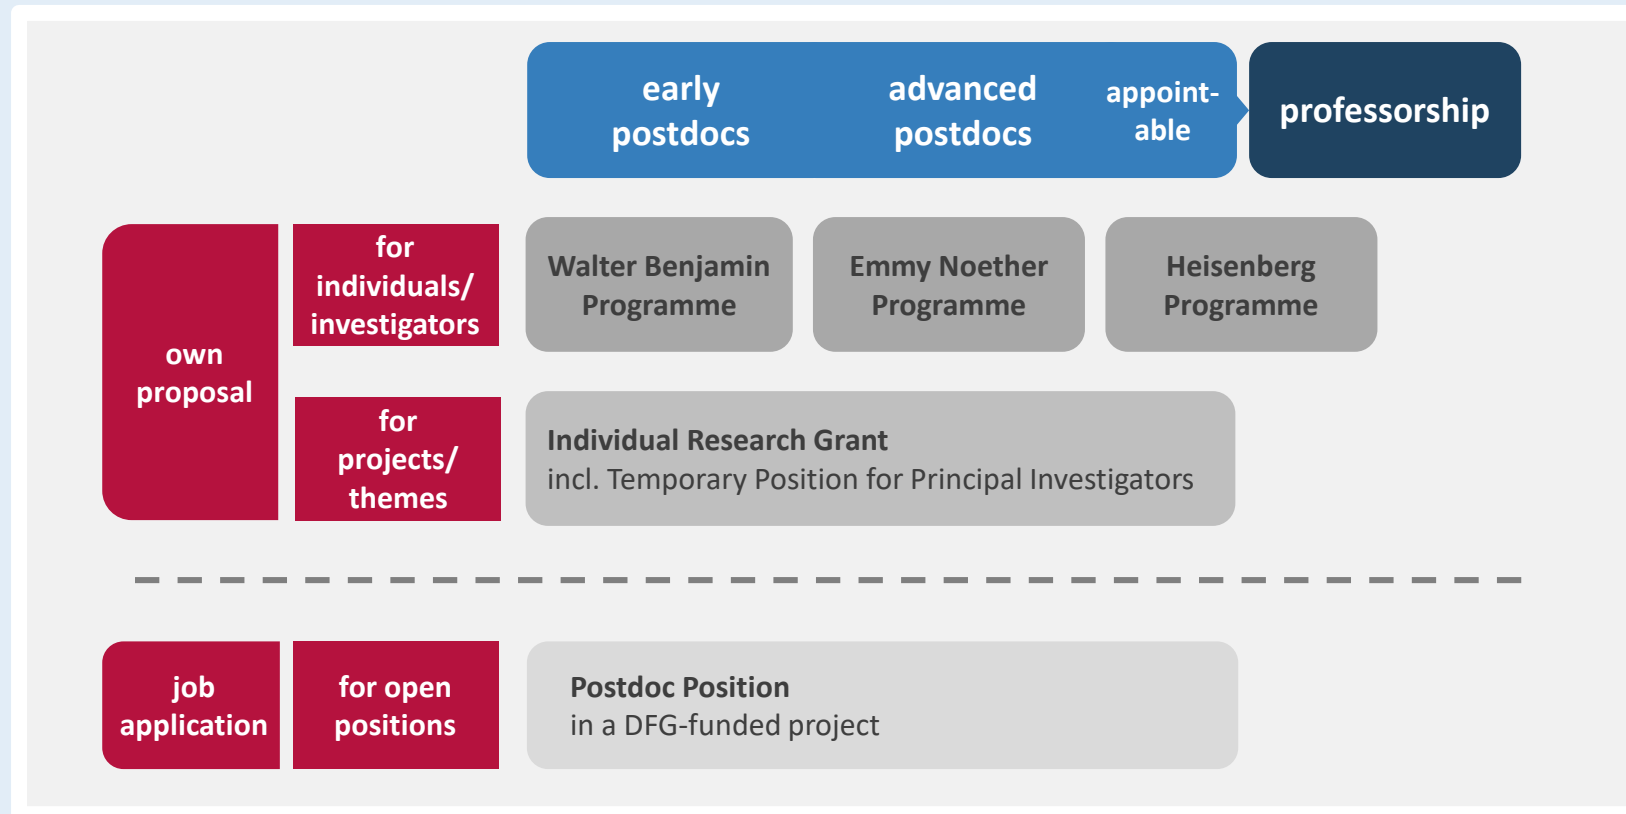 early
postdocs
advanced
postdocs
appoint-
able
professorship
own
proposal
for
individuals/
investigators
Walter Benjamin
Programme
Emmy Noether
Programme
Heisenberg
Programme
for
projects/
themes
Individual Research Grant
incl. Temporary Position for Principal Investigators
job
application
for open
positions
Postdoc Position
in a DFG-funded project